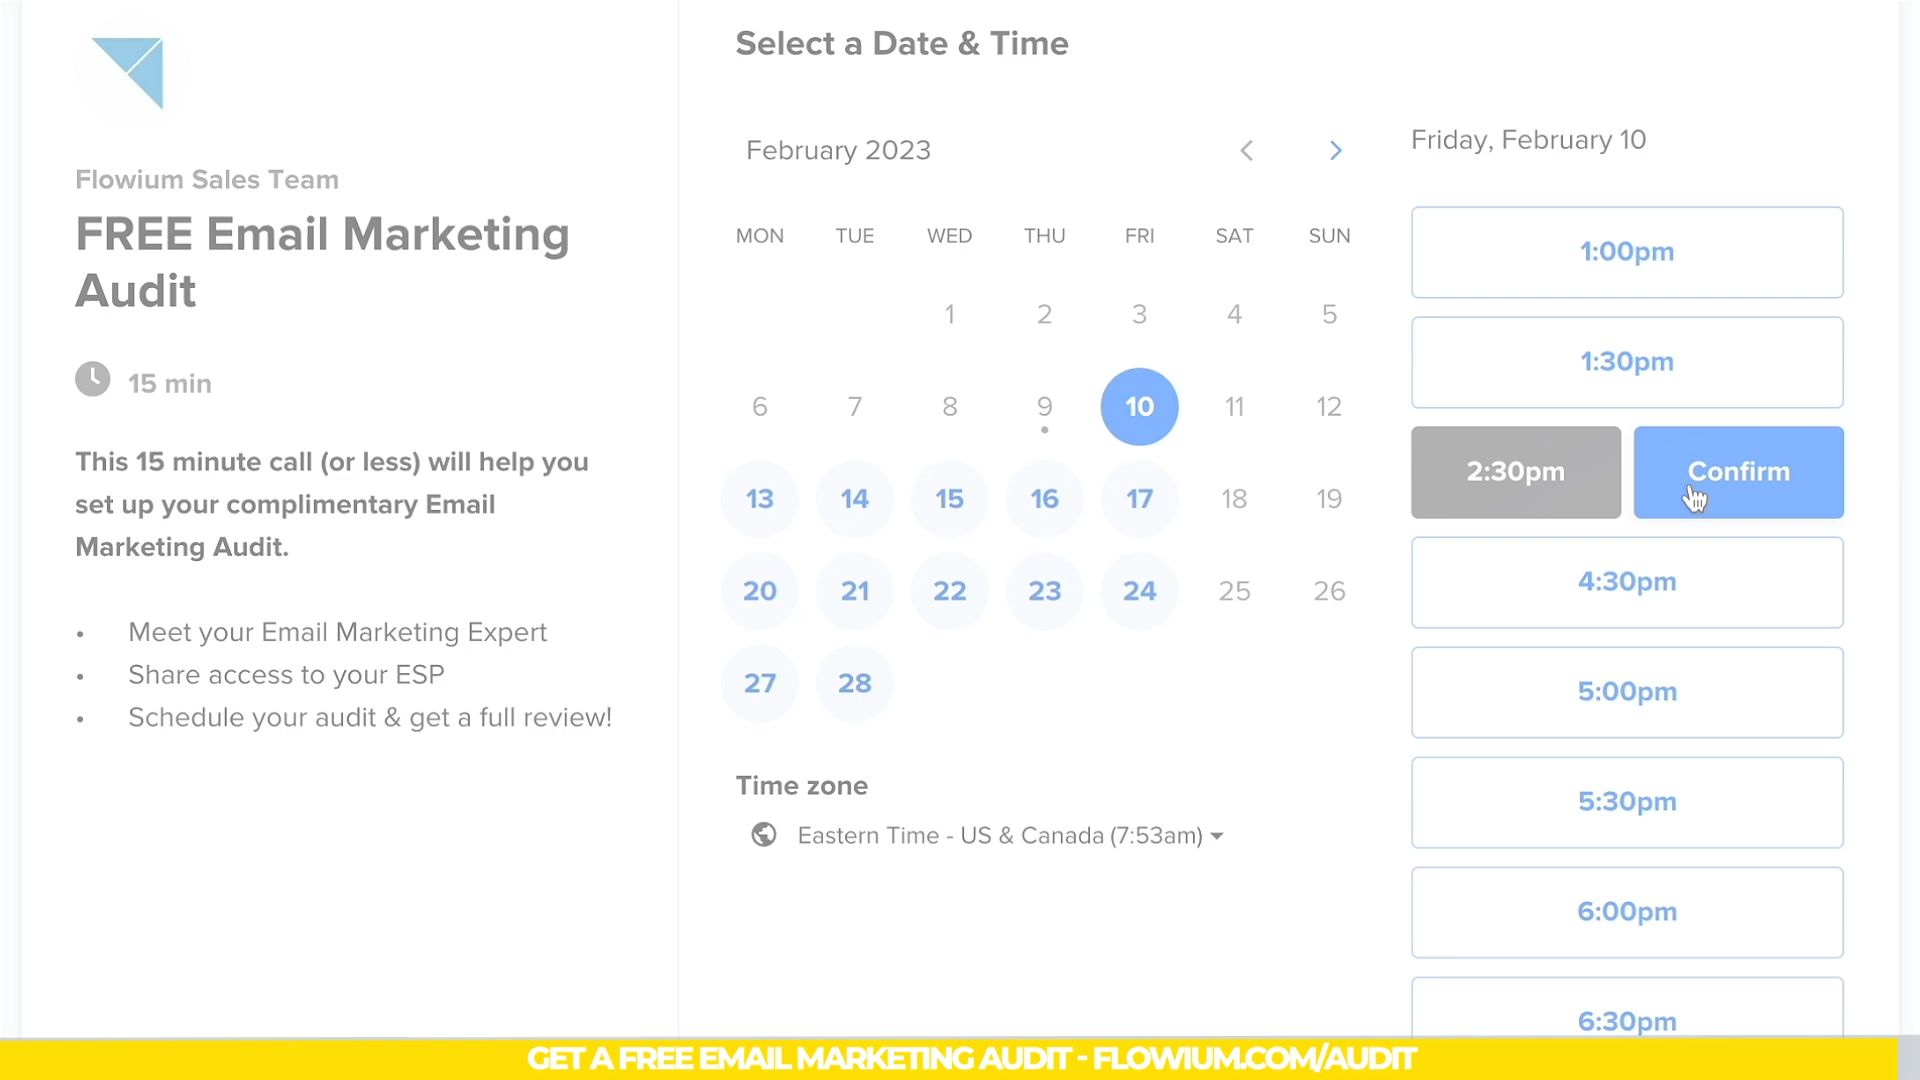 Select a Date & Time
Flowium Sales Team
FREE Email Marketing
Audit
15 min
This 15 minute call (or less) will help you
set up your complimentary Email
Marketing Audit.
• Meet your Email Marketing Expert
• Share access to your ESP
• Schedule your audit & get a full review!
February 2023
MON TUE WED THU FRI SAT SUN
1 2 3 4 5
6 7 8 9 10 11 12
13 14 15 16 17 18 19
20 21 22 23 24 25 26
27 28
Time zone
Eastern Time - US & Canada (7:53am)
Friday, February 10
1:00pm
1:30pm
2:30pm Confirm
4:30pm
5:00pm
5:30pm
6:00pm
6:30pm
GET A FREE EMAIL MARKETING AUDIT - FLOWIUM.COM/AUDIT